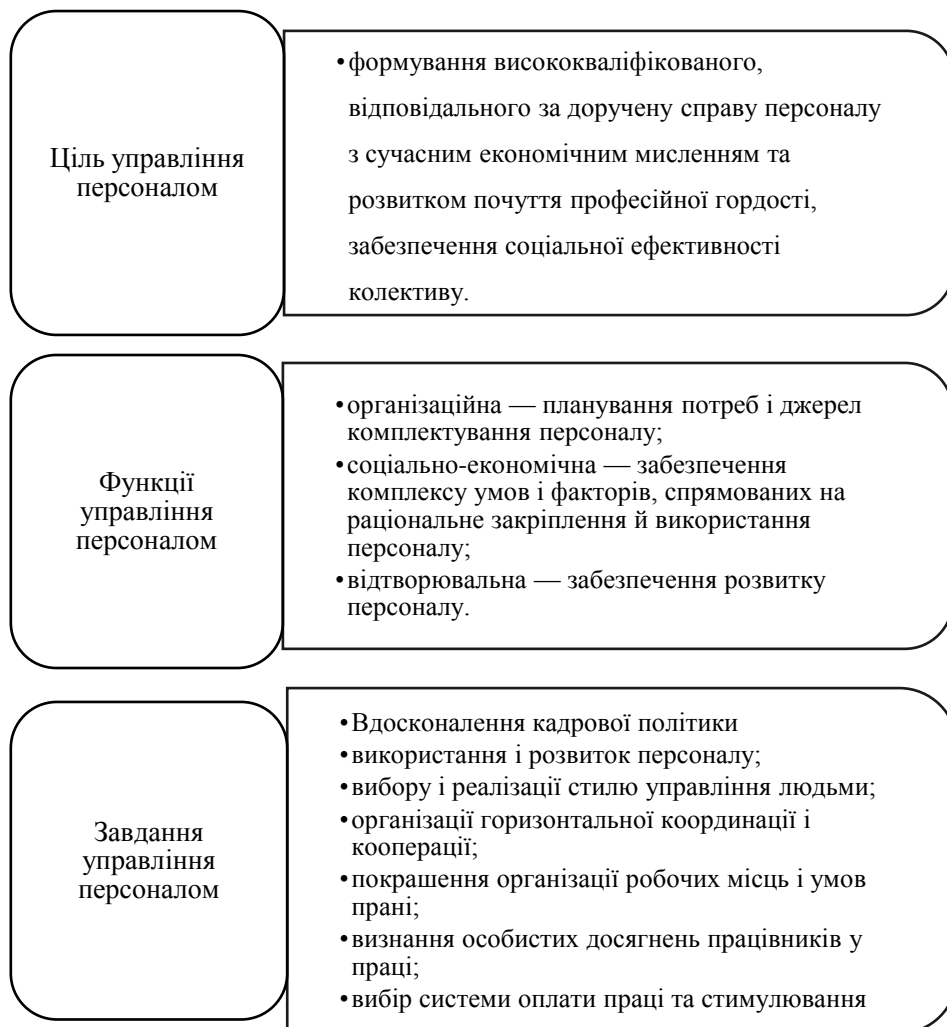 Ціль управління
персоналом
•формування висококваліфікованого,
відповідального за доручену справу персоналу
з сучасним економічним мисленням та
розвитком почуття професійної гордості,
забезпечення соціальної ефективності
колективу.
Функції
управління
персоналом
•організаційна — планування потреб і джерел
комплектування персоналу;
•соціально-економічна — забезпечення
комплексу умов і факторів, спрямованих на
раціональне закріплення й використання
персоналу;
•відтворювальна — забезпечення розвитку
персоналу.
Завдання
управління
персоналом
•Вдосконалення кадрової політики
•використання і розвиток персоналу;
•вибору і реалізації стилю управління людьми;
•організації горизонтальної координації і
кооперації;
•покрашення організації робочих місць і умов
прані;
•визнання особистих досягнень працівників у
праці;
•вибір системи оплати праці та стимулювання